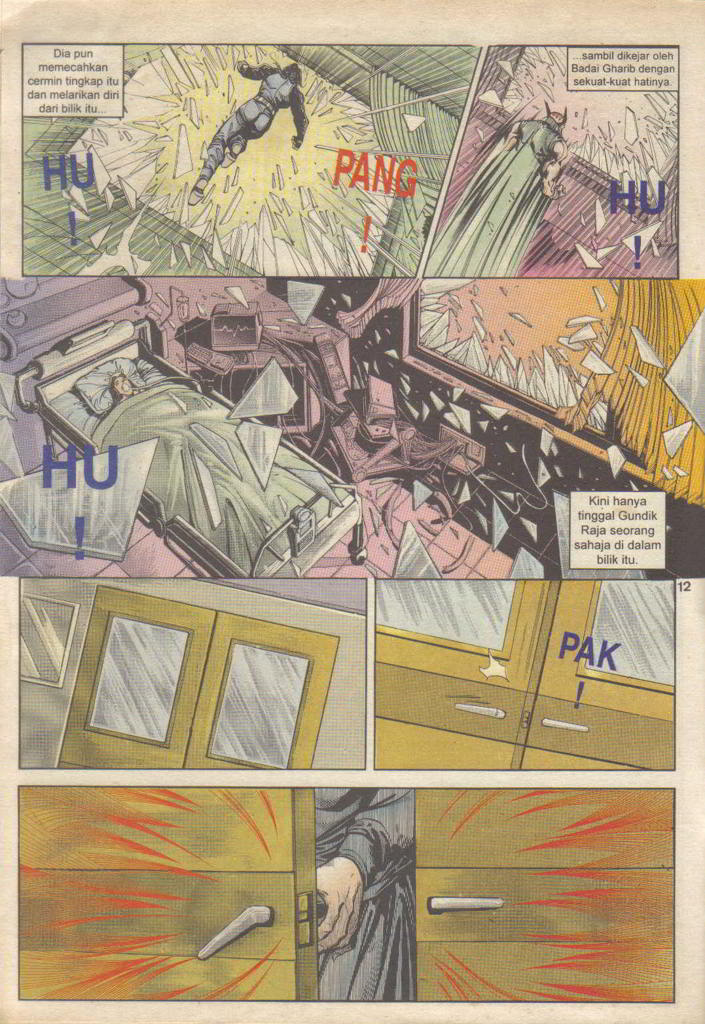 Dia pun
memecahkan
cermin tingkap itu
dan melarikan diri
dari bilik itu...
...sambil dikejar oleh
Badai Gharib dengan
sekuat-kuat hatinya.
HU
!
PANG
!
HU
!
HU
!
Kini hanya
tinggal Gundik
Raja seorang
sahaja di dalam
bilik itu.
12
PAK
!